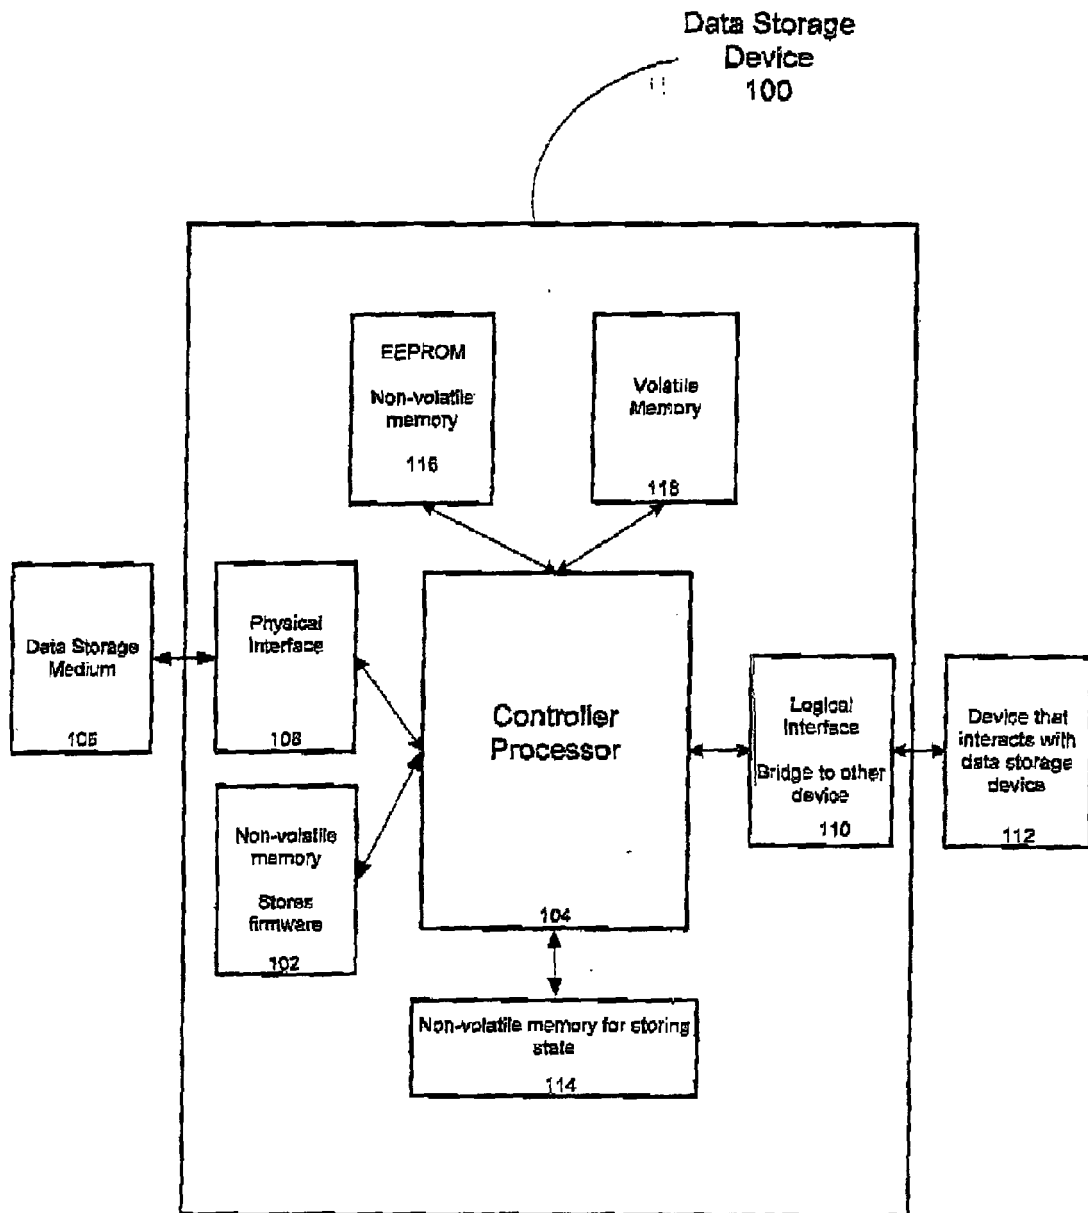 Data Storage
Device
100
EEPROM
Non-volatile
memory
116
Volatile
Memory
118
Data Storage
Medium
106
Physical
Interface
108
Controller
Processor
104
Logical
Interface
Bridge to other
device
110
Device that
interacts with
data storage
device
112
Non-volatile
memory
Stores
firmware
102
Non-volatile memory for storing
state
114